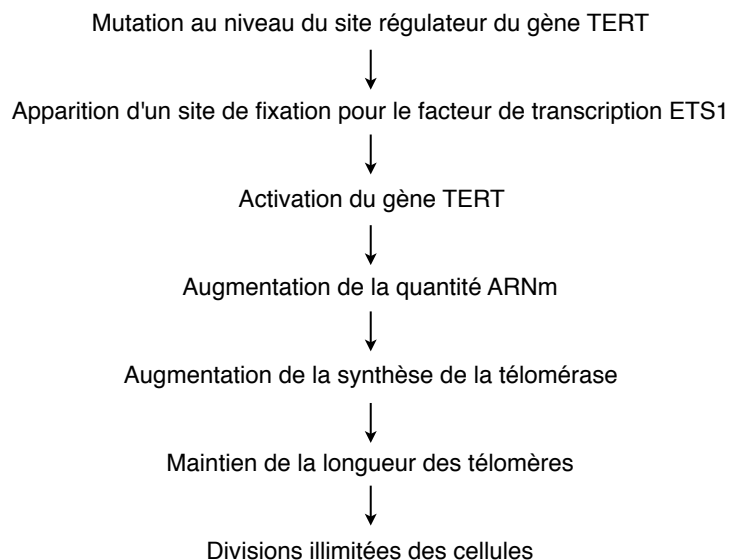 Mutation au niveau du site régulateur du gène TERT
Apparition d'un site de fixation pour le facteur de transcription ETS1
Activation du gène TERT
Augmentation de la quantité ARNm
Augmentation de la synthèse de la télomérase
Maintien de la longueur des télomères
Divisions illimitées des cellules